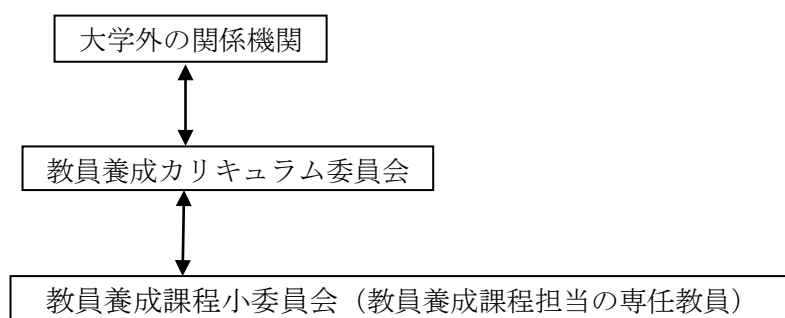 大学外の関係機関
教員養成カリキュラム委員会
教員養成課程小委員会（教員養成課程担当の専任教員）